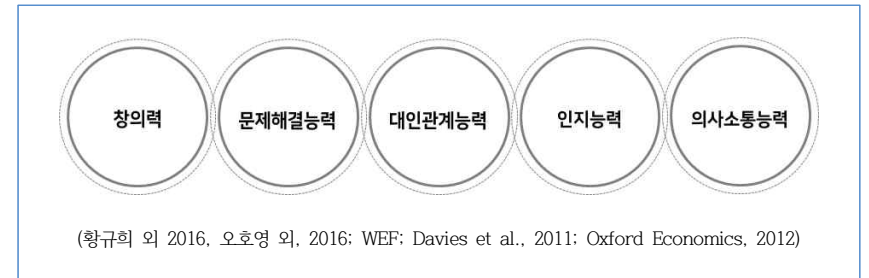 창의력 문제해결능력 대인관계능력 인지능력 의사소통능력
(황규희 외 2016, 오호영 외, 2016; WEF; Davies et al., 2011; Oxford Economics, 2012)